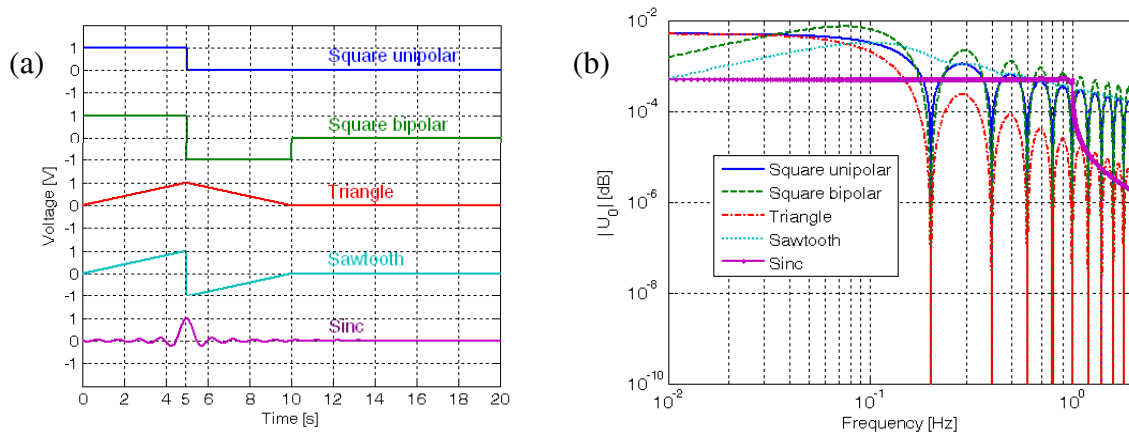 (a)
Voltage [V]
1
0
-1
Square unipolar
1
0
-1
Square bipolar
1
0
-1
Triangle
1
0
-1
Sawtooth
1
0
-1
Sinc
0 2 4 5 6 8 10 12 14 16 18 20
Time [s]
(b)
|U_0| [dB]
10^-2
10^-4
10^-6
10^-8
10^-10
Square unipolar
Square bipolar
Triangle
Sawtooth
Sinc
10^-2 10^-1 10^0
Frequency [Hz]